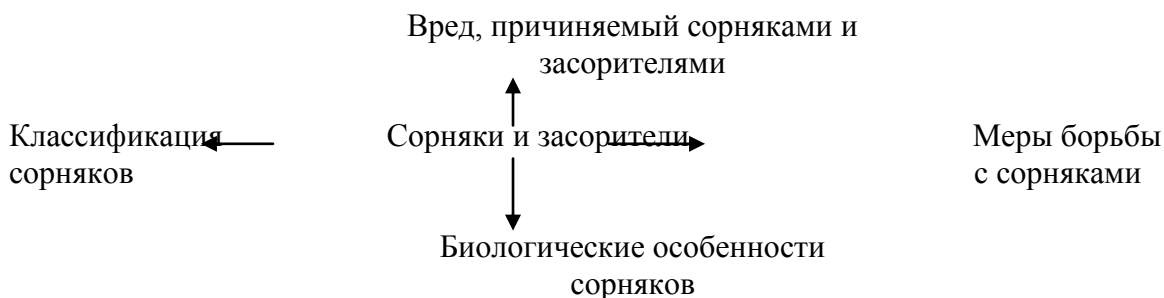 Вред, причиняемый сорняками и
засорителями
Классификация Сорняки и засорители Меры борьбы
сорняков с сорняками
Биологические особенности
сорняков